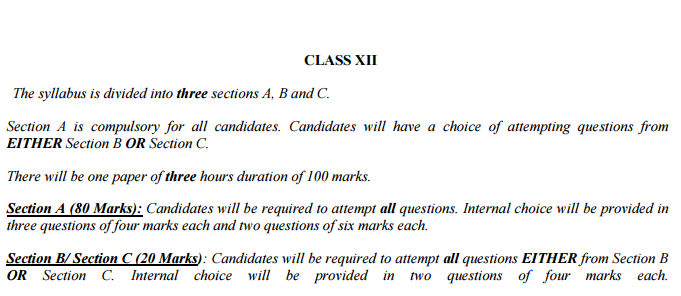 CLASS XII
The syllabus is divided into three sections A, B and C.
Section A is compulsory for all candidates. Candidates will have a choice of attempting questions from
EITHER Section B OR Section C.
There will be one paper of three hours duration of 100 marks.
Section A (80 Marks): Candidates will be required to attempt all questions. Internal choice will be provided in
three questions of four marks each and two questions of six marks each.
Section B/ Section C (20 Marks): Candidates will be required to attempt all questions EITHER from Section B
OR Section C. Internal choice will be provided in two questions of four marks each.